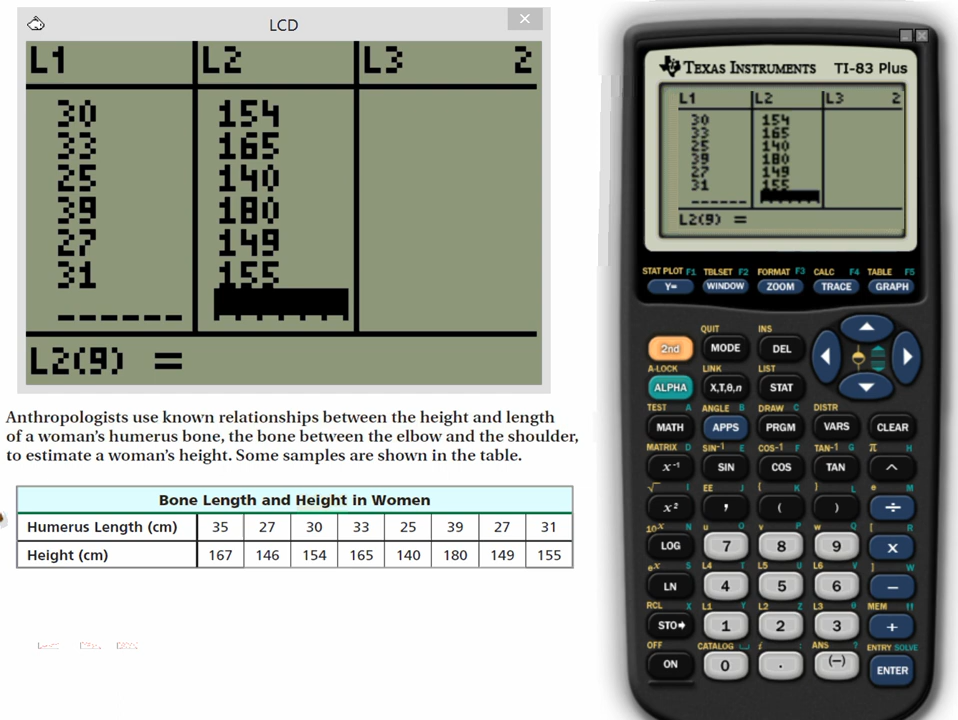 LCD
L1 L2 L3 2
30 154
33 165
25 140
39 180
27 149
31 155
------
L2(9) =
Anthropologists use known relationships between the height and length
of a woman's humerus bone, the bone between the elbow and the shoulder,
to estimate a woman's height. Some samples are shown in the table.
Bone Length and Height in Women
Humerus Length (cm) 35 27 30 33 25 39 27 31
Height (cm) 167 146 154 165 140 180 149 155
TEXAS INSTRUMENTS TI-83 Plus
L1 L2 L3 2
30 154
33 165
25 140
39 180
27 149
31 155
------
L2(9) =
STAT PLOT F1 TBLSET F2 FORMAT F3 CALC F4 TABLE F5
Y= WINDOW ZOOM TRACE GRAPH
QUIT INS
2nd MODE DEL
A-LOCK LINK LIST
ALPHA X,T,θ,n STAT
TEST A ANGLE B DRAW C DISTR
MATH APPS PRGM VARS CLEAR
MATRIX D SIN-1 E COS-1 F TAN-1 G π H
x-1 SIN COS TAN ^
√ I EE J { K } L e M
x² , ( ) ÷
10x N u O v P w Q [ R
LOG 7 8 9 x
ex S L4 T L5 U L6 V ] W
LN 4 5 6 −
RCL X L1 Y L2 Z L3 θ MEM "
STO➔ 1 2 3 +
OFF CATALOG ⎵ i : ANS ? ENTRY SOLVE
ON 0 . (−) ENTER